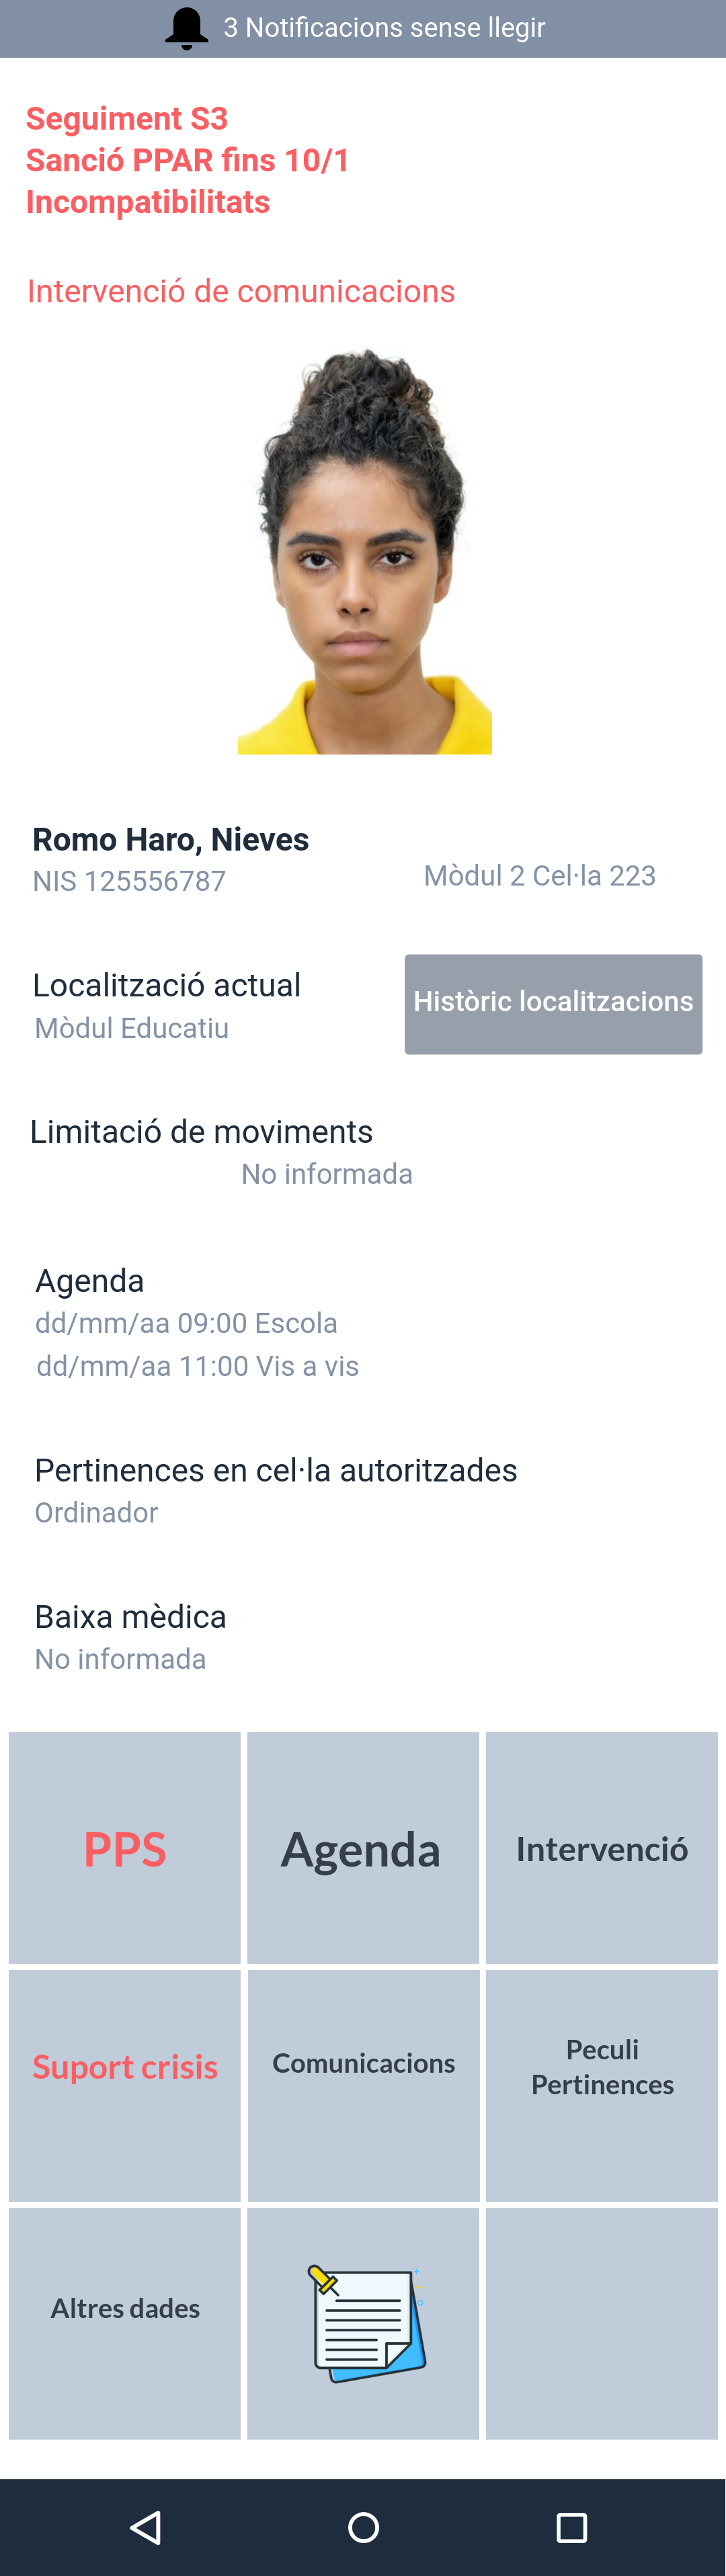 3 Notificacions sense llegir
Seguiment S3
Sanció PPAR fins 10/1
Incompatibilitats
Intervenció de comunicacions
Romo Haro, Nieves
NIS 125556787
Mòdul 2 Cel·la 223
Localització actual
Mòdul Educatiu
Històric localitzacions
Limitació de moviments
No informada
Agenda
dd/mm/aa 09:00 Escola
dd/mm/aa 11:00 Vis a vis
Pertinences en cel·la autoritzades
Ordinador
Baixa mèdica
No informada
PPS
Agenda
Intervenció
Suport crisis
Comunicacions
Peculi
Pertinences
Altres dades